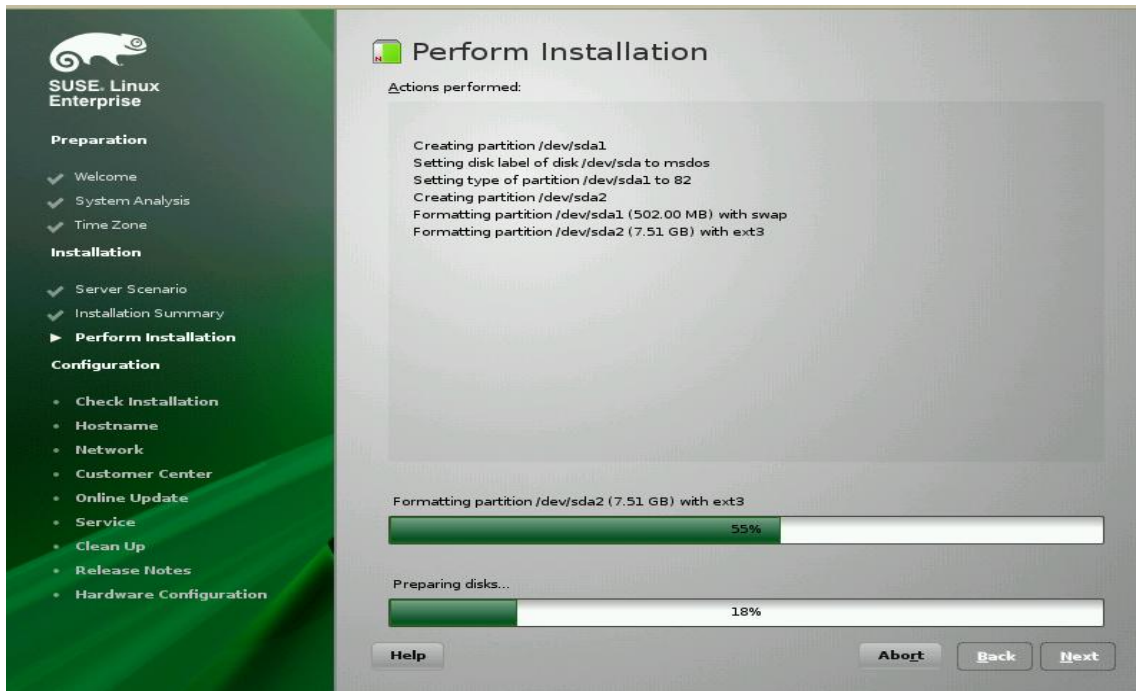 SUSE. Linux
Enterprise
Preparation
Welcome
System Analysis
Time Zone
Installation
Server Scenario
Installation Summary
Perform Installation
Configuration
Check Installation
Hostname
Network
Customer Center
Online Update
Service
Clean Up
Release Notes
Hardware Configuration
Perform Installation
Actions performed:
Creating partition /dev/sda1
Setting disk label of disk /dev/sda to msdos
Setting type of partition /dev/sda1 to 82
Creating partition /dev/sda2
Formatting partition /dev/sda1 (502.00 MB) with swap
Formatting partition /dev/sda2 (7.51 GB) with ext3
Formatting partition /dev/sda2 (7.51 GB) with ext3
55%
Preparing disks...
18%
Help Abort Back Next